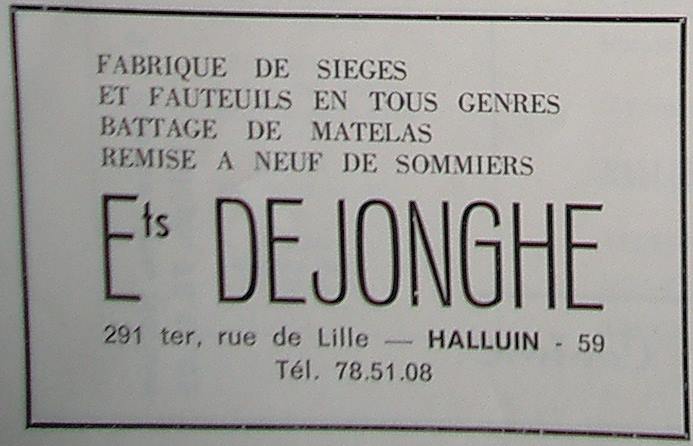 FABRIQUE DE SIEGES
ET FAUTEUILS EN TOUS GENRES
BATTAGE DE MATELAS
REMISE A NEUF DE SOMMIERS
Ets DEJONGHE
291 ter, rue de Lille — HALLUIN - 59
Tél. 78.51.08